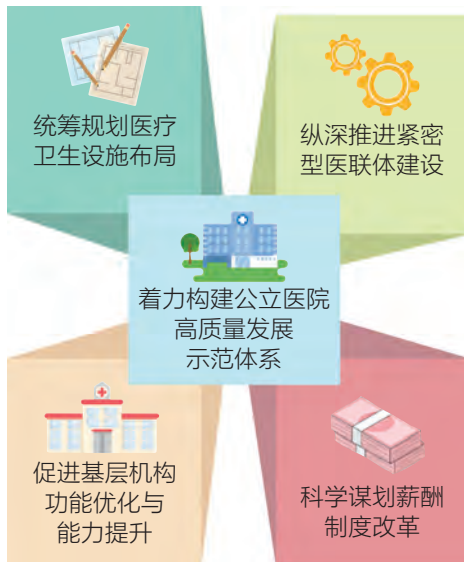 统筹规划医疗
卫生设施布局
纵深推进紧密
型医联体建设
着力构建公立医院
高质量发展
示范体系
促进基层机构
功能优化与
能力提升
科学谋划薪酬
制度改革